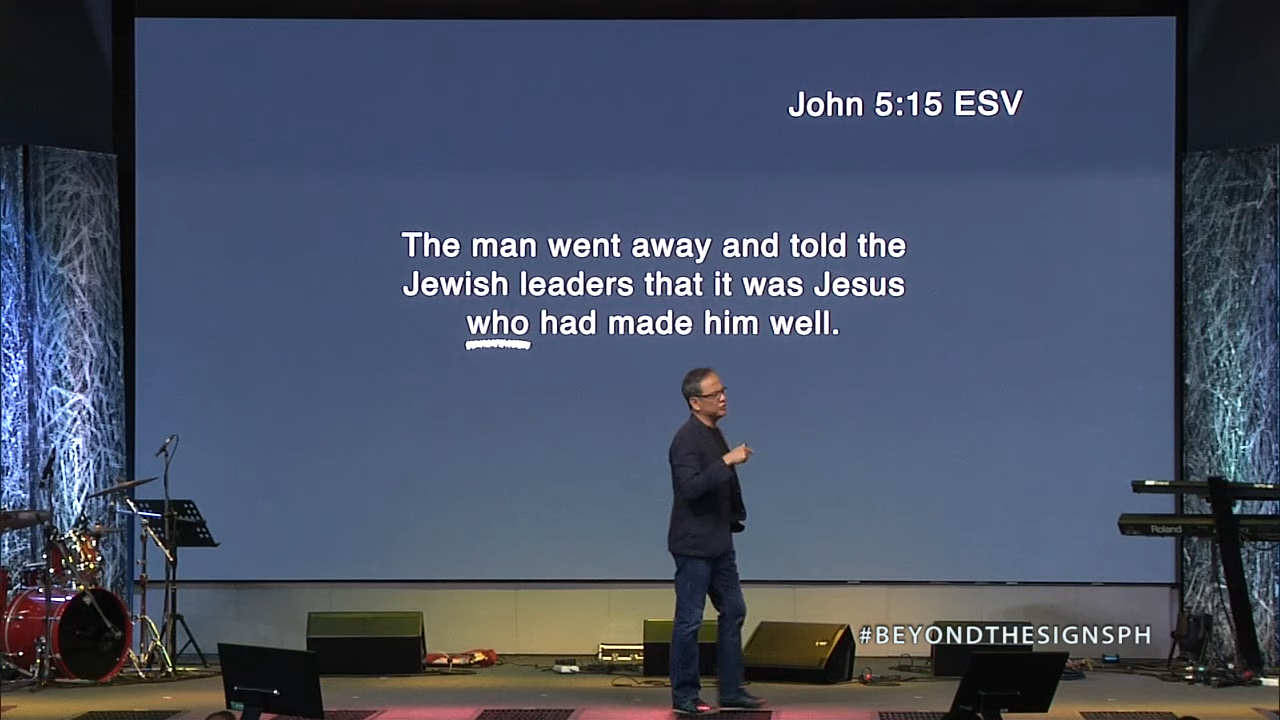 John 5:15 ESV
The man went away and told the
Jewish leaders that it was Jesus
who had made him well.
Roland
#BEYONDTHESIGNSPH